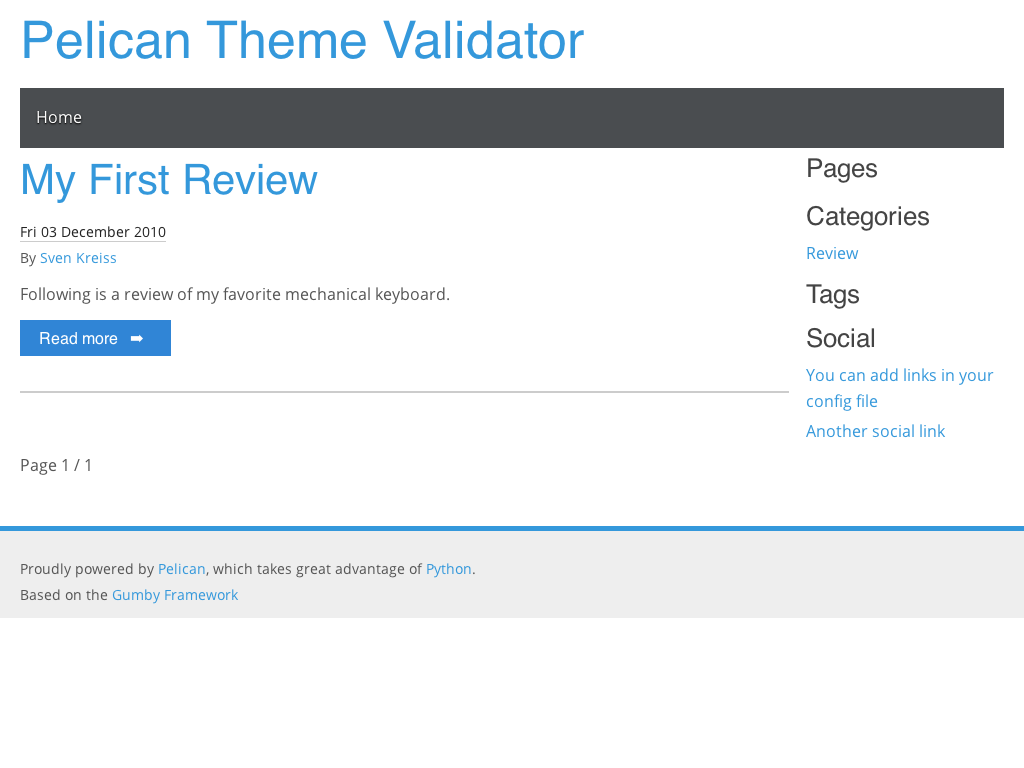 Pelican Theme Validator
Home
My First Review
Fri 03 December 2010
By Sven Kreiss
Following is a review of my favorite mechanical keyboard.
Read more ➡
Page 1 / 1
Pages
Categories
Review
Tags
Social
You can add links in your
config file
Another social link
Proudly powered by Pelican, which takes great advantage of Python.
Based on the Gumby Framework